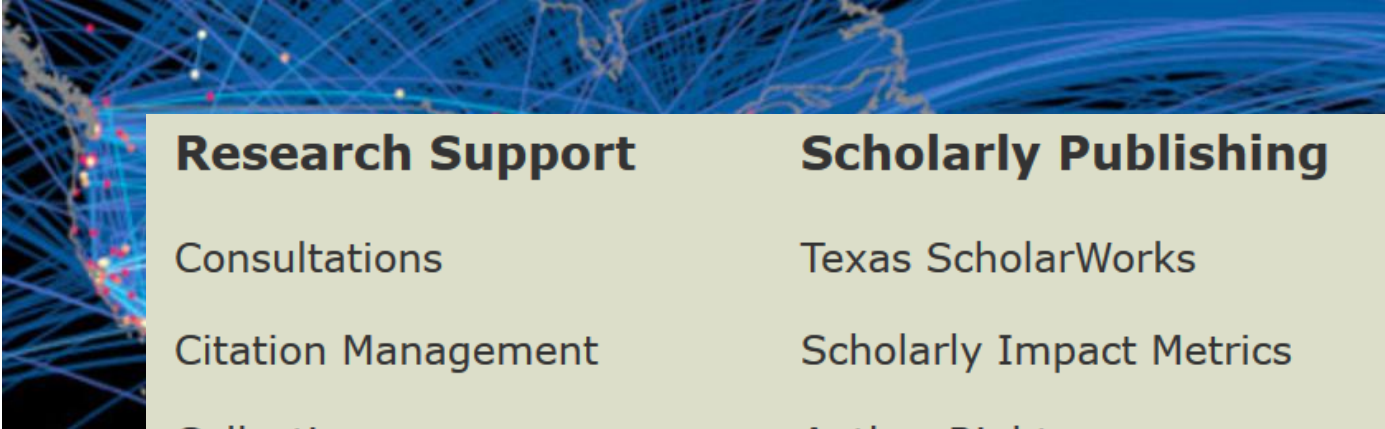 Research Support
Consultations
Citation Management
Scholarly Publishing
Texas ScholarWorks
Scholarly Impact Metrics